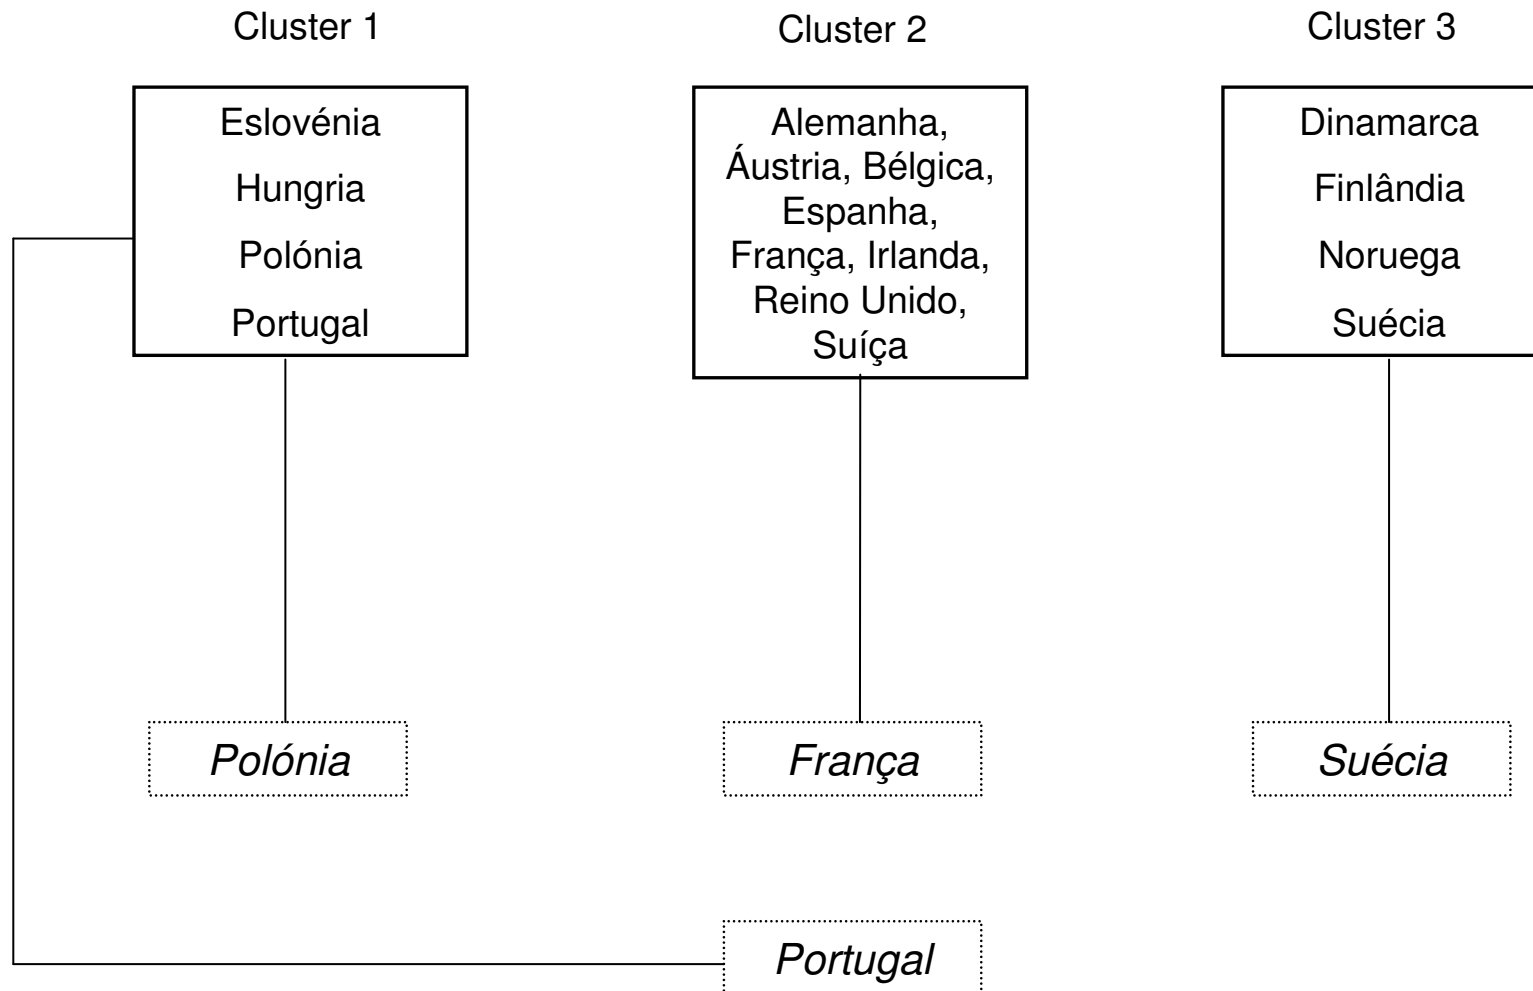 Cluster 1
Cluster 2
Cluster 3
Eslovénia
Hungria
Polónia
Portugal
Alemanha,
Áustria, Bélgica,
Espanha,
França, Irlanda,
Reino Unido,
Suíça
Dinamarca
Finlândia
Noruega
Suécia
Polónia
França
Suécia
Portugal